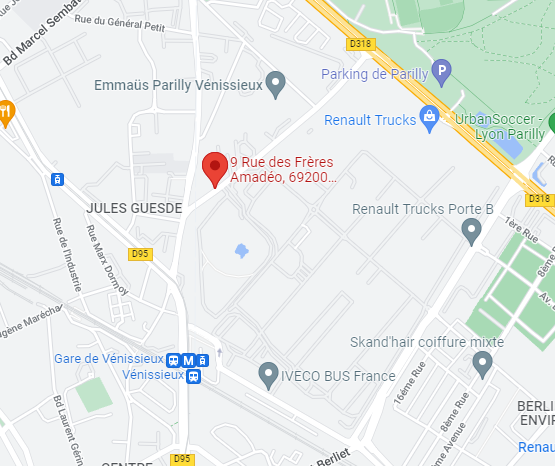 Rue du Général Petit
Bd Marcel Semba
D318
Parking de Parilly
P
Emmaüs Parilly Vénissieux
Renault Trucks
UrbanSoccer -
Lyon Parilly
9 Rue des Frères
Amadéo, 69200...
JULES GUESDE
D318
Renault Trucks Porte B
1ère Rue
8ème Rue
D95
Rue de l'Industrie
Rue Marx Dormoy
Av.
ugène Maréchal
Skand'hair coiffure mixte
Gare de Vénissieux
M
Vénissieux
IVECO BUS France
16ème Rue
8ème Rue
Avenue
Bd Laurent Gérin
BERLIS
ENVIR
D95
Berliet
Renau
CENTRE